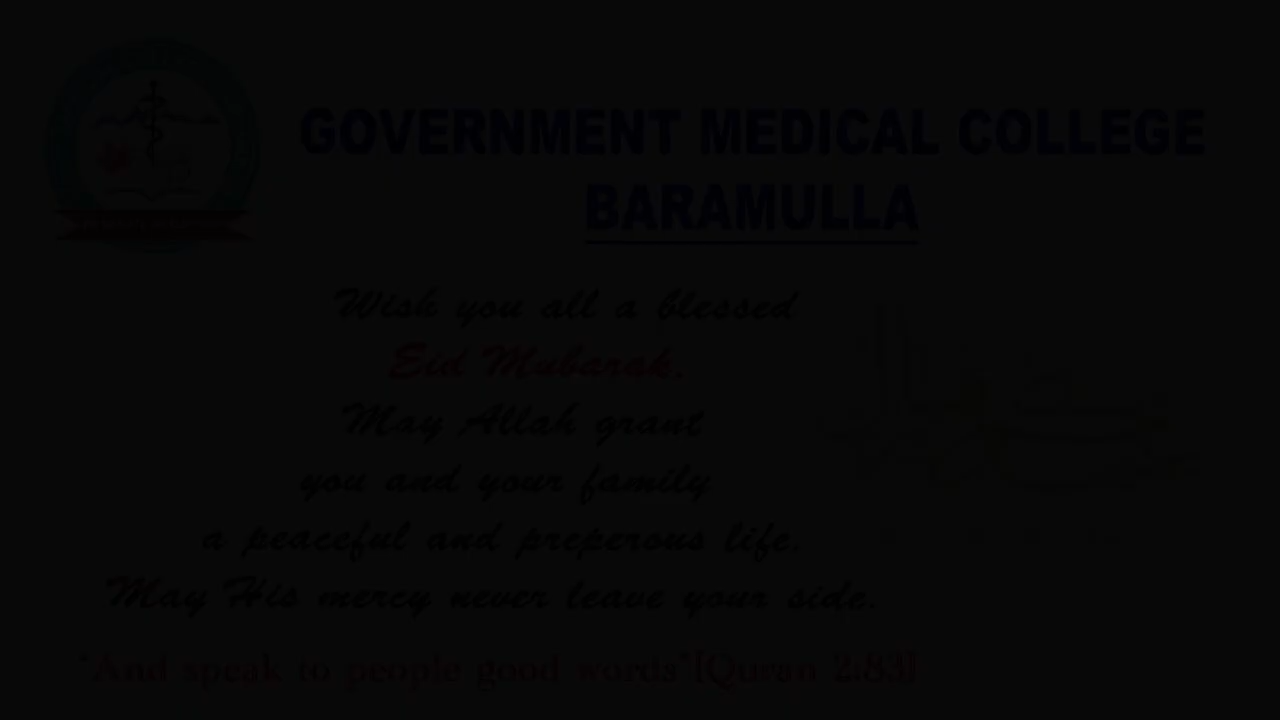 GOVERNMENT MEDICAL COLLEGE
BARAMULLA
Wish you all a blessed
Eid Mubarak.
May Allah grant
you and your family
a peaceful and preperous life.
May His mercy never leave your side.
"And speak to people good words"[Quran 2:83]